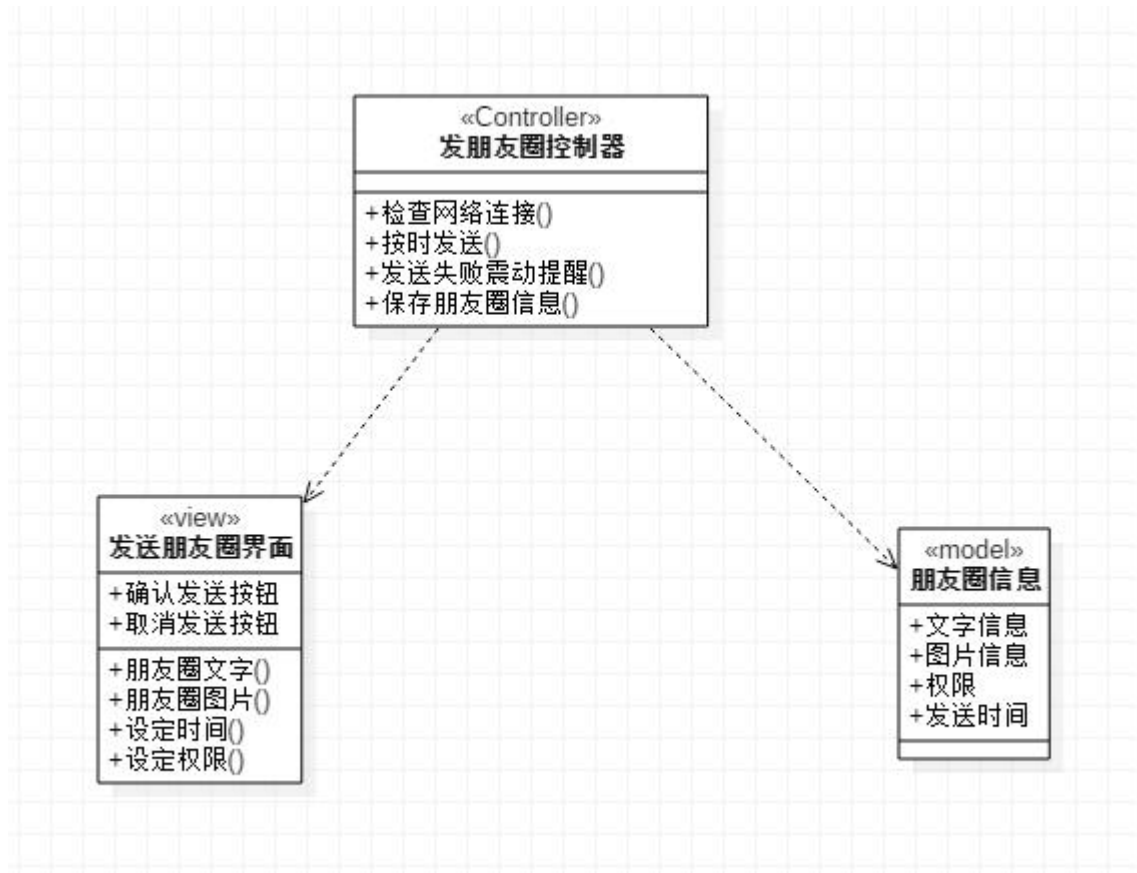 «Controller»
发朋友圈控制器
+检查网络连接()
+按时发送()
+发送失败震动提醒()
+保存朋友圈信息()
«view»
发送朋友圈界面
+确认发送按钮
+取消发送按钮
+朋友圈文字()
+朋友圈图片()
+设定时间()
+设定权限()
«model»
朋友圈信息
+文字信息
+图片信息
+权限
+发送时间